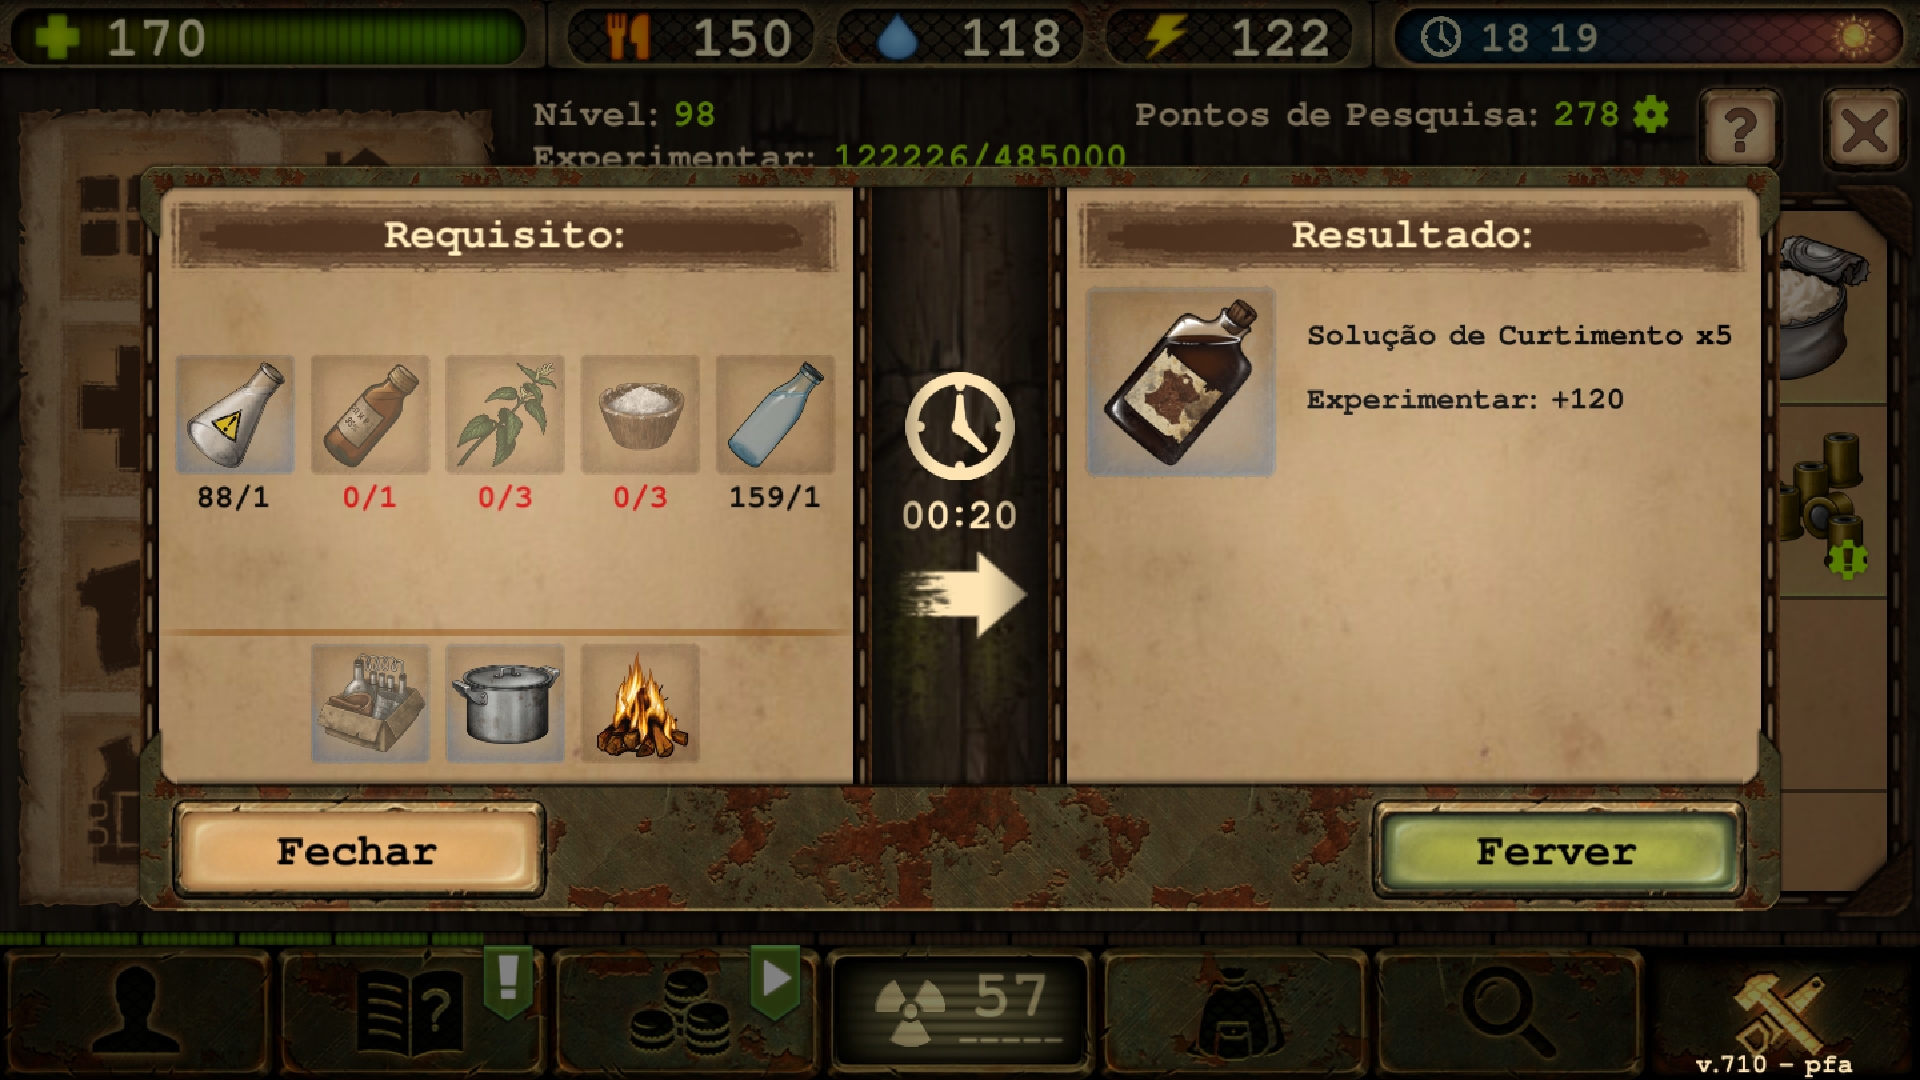 170
150
118
122
18 19
Nível: 98
Pontos de Pesquisa: 278
?
Experimentar: 122226/485000
Requisito:
Resultado:
Solução de Curtimento x5
Experimentar: +120
88/1
0/1
0/3
0/3
159/1
00:20
Fechar
Ferver
!
?
57
v.710 - pfa